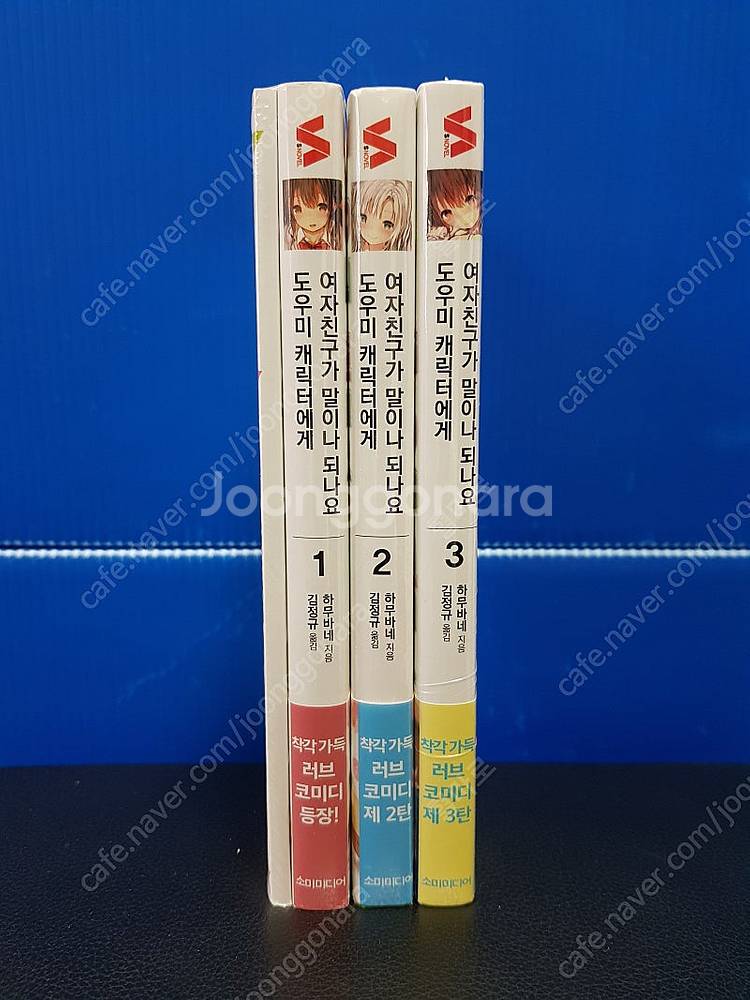 S NOVEL
여자친구가 말이나 되나요
도우미 캐릭터에게
1
하무바네 지음
김정규 옮김
착각 가득
러브
코미디
등장!
소미미디어
S NOVEL
여자친구가 말이나 되나요
도우미 캐릭터에게
2
하무바네 지음
김정규 옮김
착각 가득
러브
코미디
제 2탄
소미미디어
S NOVEL
여자친구가 말이나 되나요
도우미 캐릭터에게
3
하무바네 지음
김정규 옮김
착각 가득
러브
코미디
제 3탄
소미미디어
Joonggonara
cafe.naver.com/joonggonara